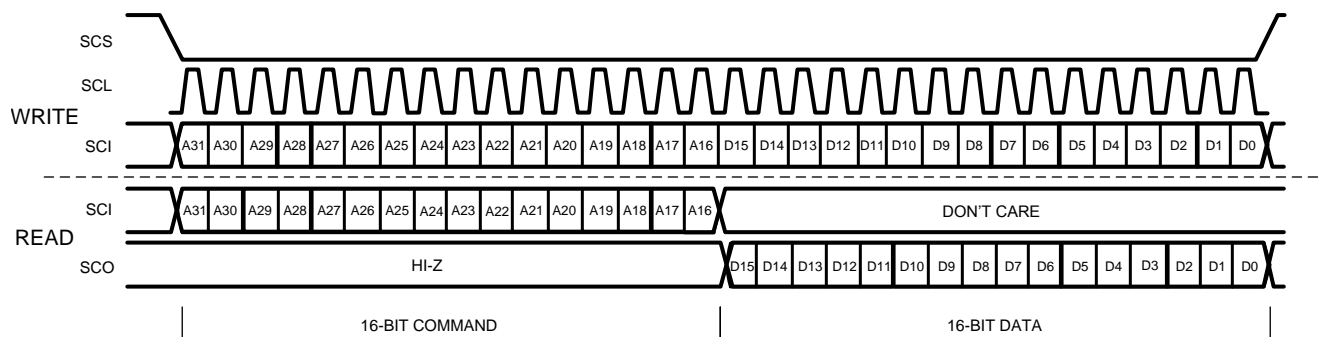 SCS
SCL
WRITE
SCI A31 A30 A29 A28 A27 A26 A25 A24 A23 A22 A21 A20 A19 A18 A17 A16 D15 D14 D13 D12 D11 D10 D9 D8 D7 D6 D5 D4 D3 D2 D1 D0
SCI A31 A30 A29 A28 A27 A26 A25 A24 A23 A22 A21 A20 A19 A18 A17 A16 DON'T CARE
READ
SCO HI-Z D15 D14 D13 D12 D11 D10 D9 D8 D7 D6 D5 D4 D3 D2 D1 D0
16-BIT COMMAND 16-BIT DATA